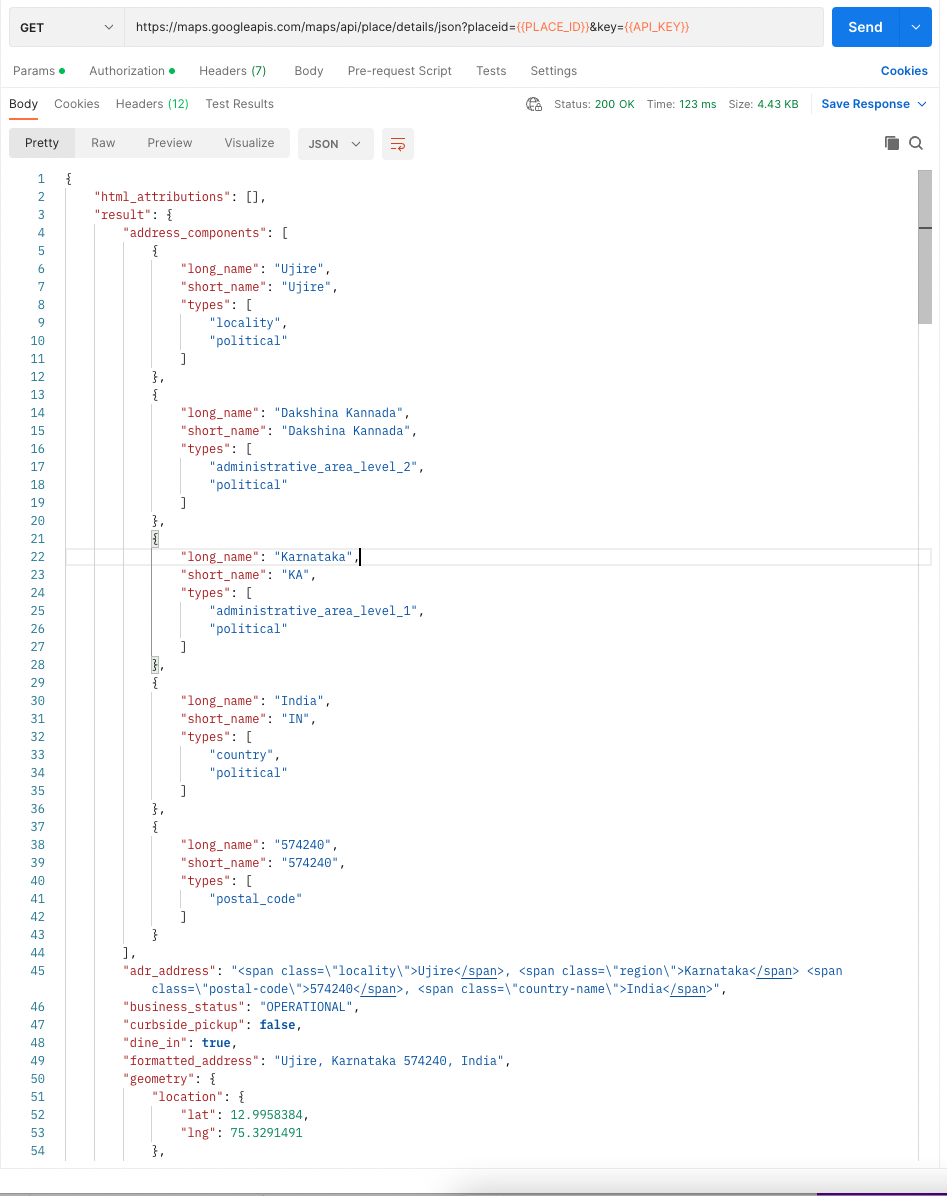 GET https://maps.googleapis.com/maps/api/place/details/json?placeid={{PLACE_ID}}&key={{API_KEY}} Send
Params Authorization Headers (7) Body Pre-request Script Tests Settings Cookies
Body Cookies Headers (12) Test Results Status: 200 OK Time: 123 ms Size: 4.43 KB Save Response
Pretty Raw Preview Visualize JSON
1 {
2 "html_attributions": [],
3 "result": {
4 "address_components": [
5 {
6 "long_name": "Ujire",
7 "short_name": "Ujire",
8 "types": [
9 "locality",
10 "political"
11 ]
12 },
13 {
14 "long_name": "Dakshina Kannada",
15 "short_name": "Dakshina Kannada",
16 "types": [
17 "administrative_area_level_2",
18 "political"
19 ]
20 },
21 {
22 "long_name": "Karnataka",
23 "short_name": "KA",
24 "types": [
25 "administrative_area_level_1",
26 "political"
27 ]
28 },
29 {
30 "long_name": "India",
31 "short_name": "IN",
32 "types": [
33 "country",
34 "political"
35 ]
36 },
37 {
38 "long_name": "574240",
39 "short_name": "574240",
40 "types": [
41 "postal_code"
42 ]
43 }
44 ],
45 "adr_address": "<span class=\"locality\">Ujire</span>, <span class=\"region\">Karnataka</span> <span
class=\"postal-code\">574240</span>, <span class=\"country-name\">India</span>",
46 "business_status": "OPERATIONAL",
47 "curbside_pickup": false,
48 "dine_in": true,
49 "formatted_address": "Ujire, Karnataka 574240, India",
50 "geometry": {
51 "location": {
52 "lat": 12.9958384,
53 "lng": 75.3291491
54 },